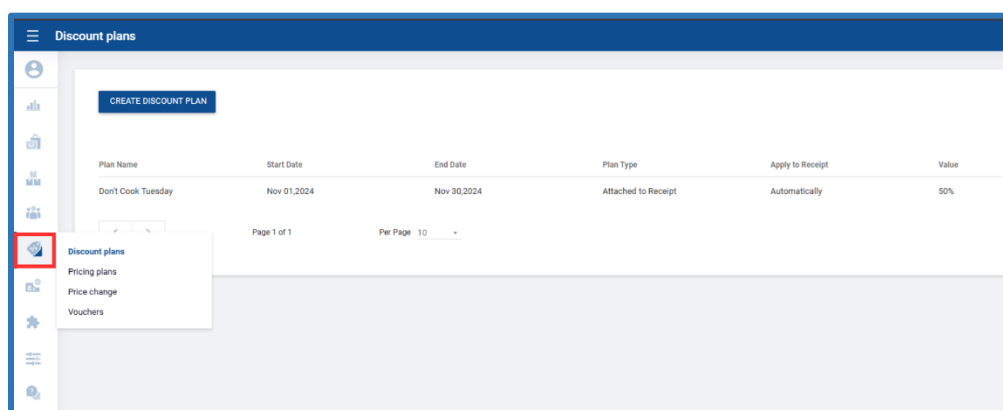 Discount plans
CREATE DISCOUNT PLAN
Plan Name Start Date End Date Plan Type Apply to Receipt Value
Don't Cook Tuesday Nov 01,2024 Nov 30,2024 Attached to Receipt Automatically 50%
Page 1 of 1 Per Page 10
Discount plans
Pricing plans
Price change
Vouchers